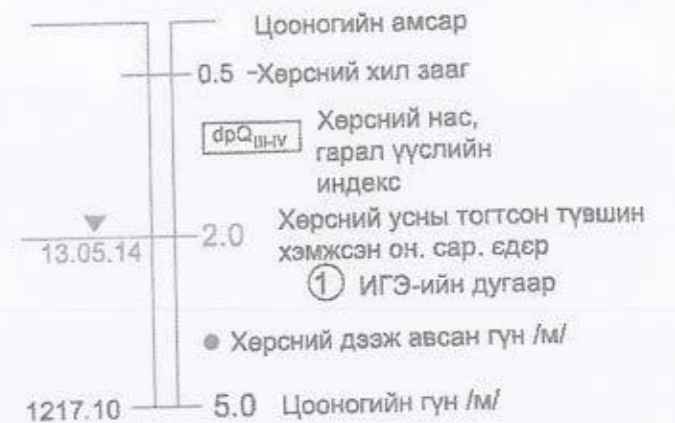 Цооногийн амсар
0.5 -Хөрсний хил зааг
dpQIII-IV Хөрсний нас,
гарал үүслийн
индекс
2.0 Хөрсний усны тогтсон түвшин
13.05.14 хэмжсэн он. сар. єдєр
1 ИГЭ-ийн дугаар
Хөрсний дээж авсан гүн /м/
1217.10 5.0 Цооногийн гүн /м/